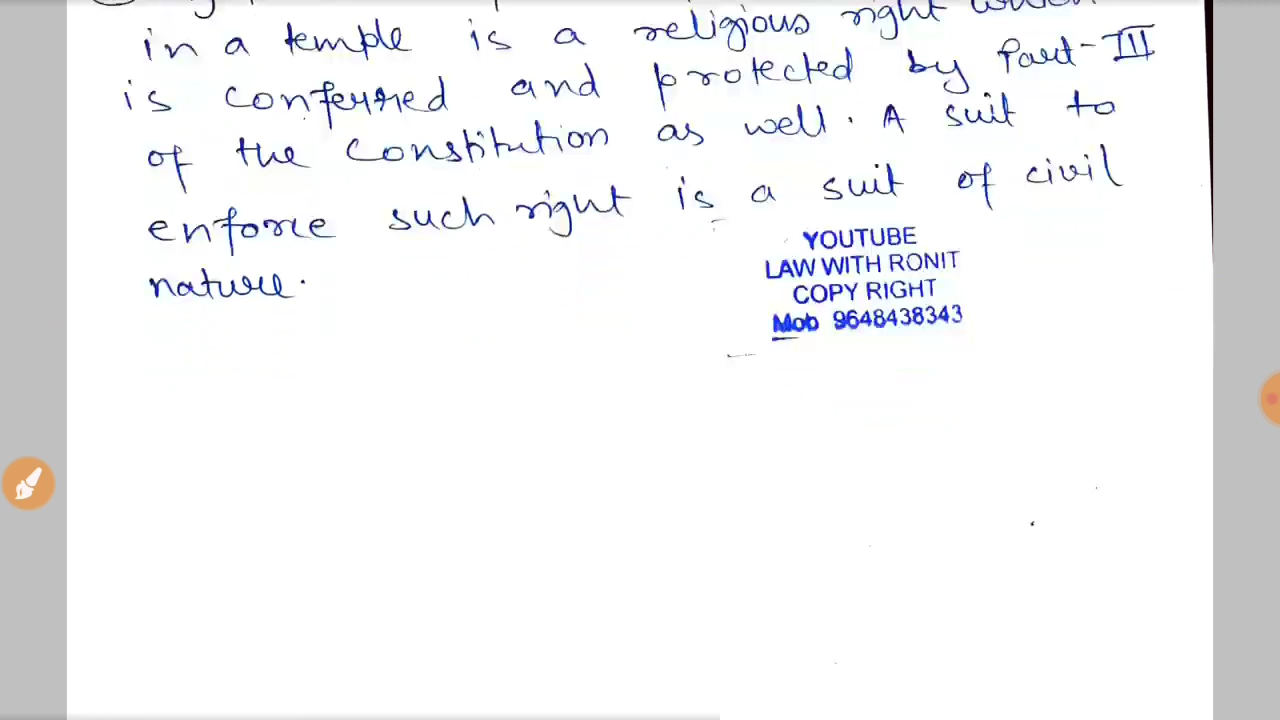 in a temple is a religious right
is conferred and protected by Part-III
of the Constitution as well. A suit to
enforce such right is a suit of civil
nature.
YOUTUBE
LAW WITH RONIT
COPY RIGHT
Mob 9648438343